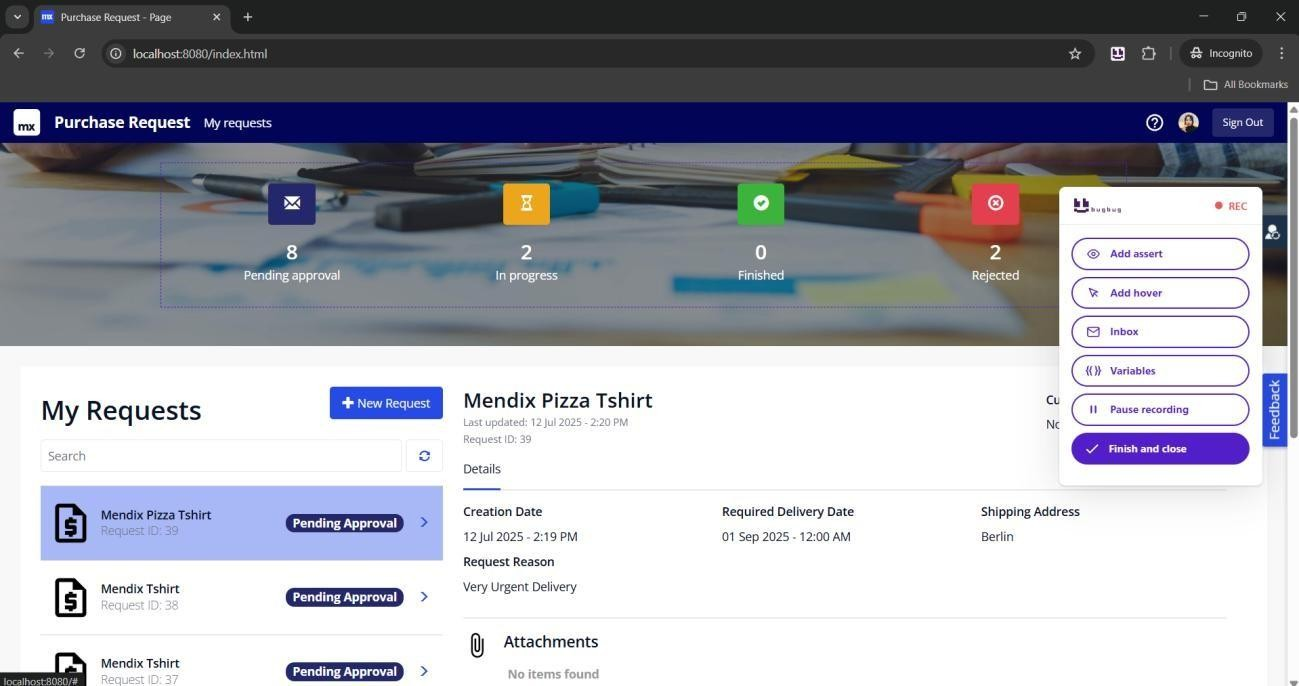 mx Purchase Request - Page
localhost:8080/index.html
Incognito
All Bookmarks
mx Purchase Request My requests
Sign Out
8
Pending approval
2
In progress
0
Finished
2
Rejected
bugbug
REC
Add assert
Add hover
Inbox
Variables
Pause recording
Finish and close
Feedback
My Requests
New Request
Search
Mendix Pizza Tshirt
Request ID: 39
Pending Approval
Mendix Tshirt
Request ID: 38
Pending Approval
Mendix Tshirt
Request ID: 37
Pending Approval
Mendix Pizza Tshirt
Last updated: 12 Jul 2025 - 2:20 PM
Request ID: 39
Cu
No
Details
Creation Date
12 Jul 2025 - 2:19 PM
Required Delivery Date
01 Sep 2025 - 12:00 AM
Shipping Address
Berlin
Request Reason
Very Urgent Delivery
Attachments
No items found
localhost:8080/#